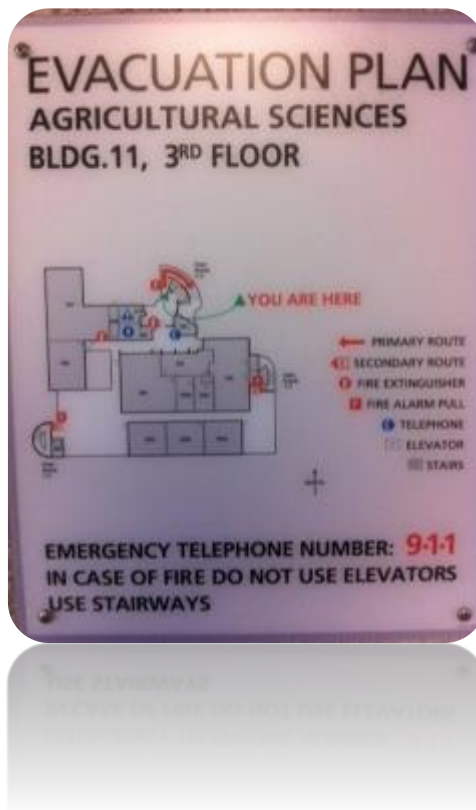 EVACUATION PLAN
AGRICULTURAL SCIENCES
BLDG.11, 3RD FLOOR
YOU ARE HERE
PRIMARY ROUTE
SECONDARY ROUTE
FIRE EXTINGUISHER
F FIRE ALARM PULL
TELEPHONE
ELEVATOR
STAIRS
EMERGENCY TELEPHONE NUMBER: 9-1-1
IN CASE OF FIRE DO NOT USE ELEVATORS
USE STAIRWAYS